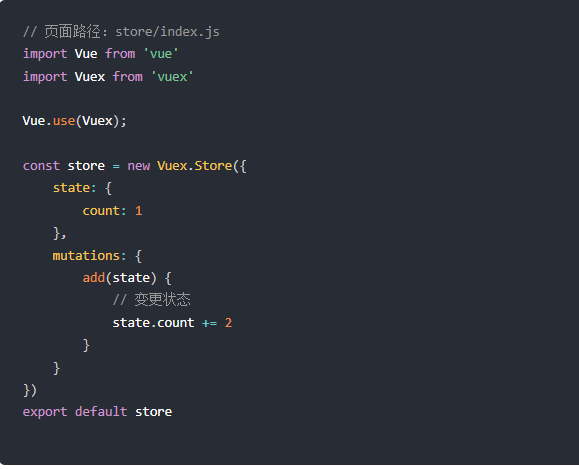 // 页面路径：store/index.js
import Vue from 'vue'
import Vuex from 'vuex'
Vue.use(Vuex);
const store = new Vuex.Store({
state: {
count: 1
},
mutations: {
add(state) {
// 变更状态
state.count += 2
}
}
})
export default store